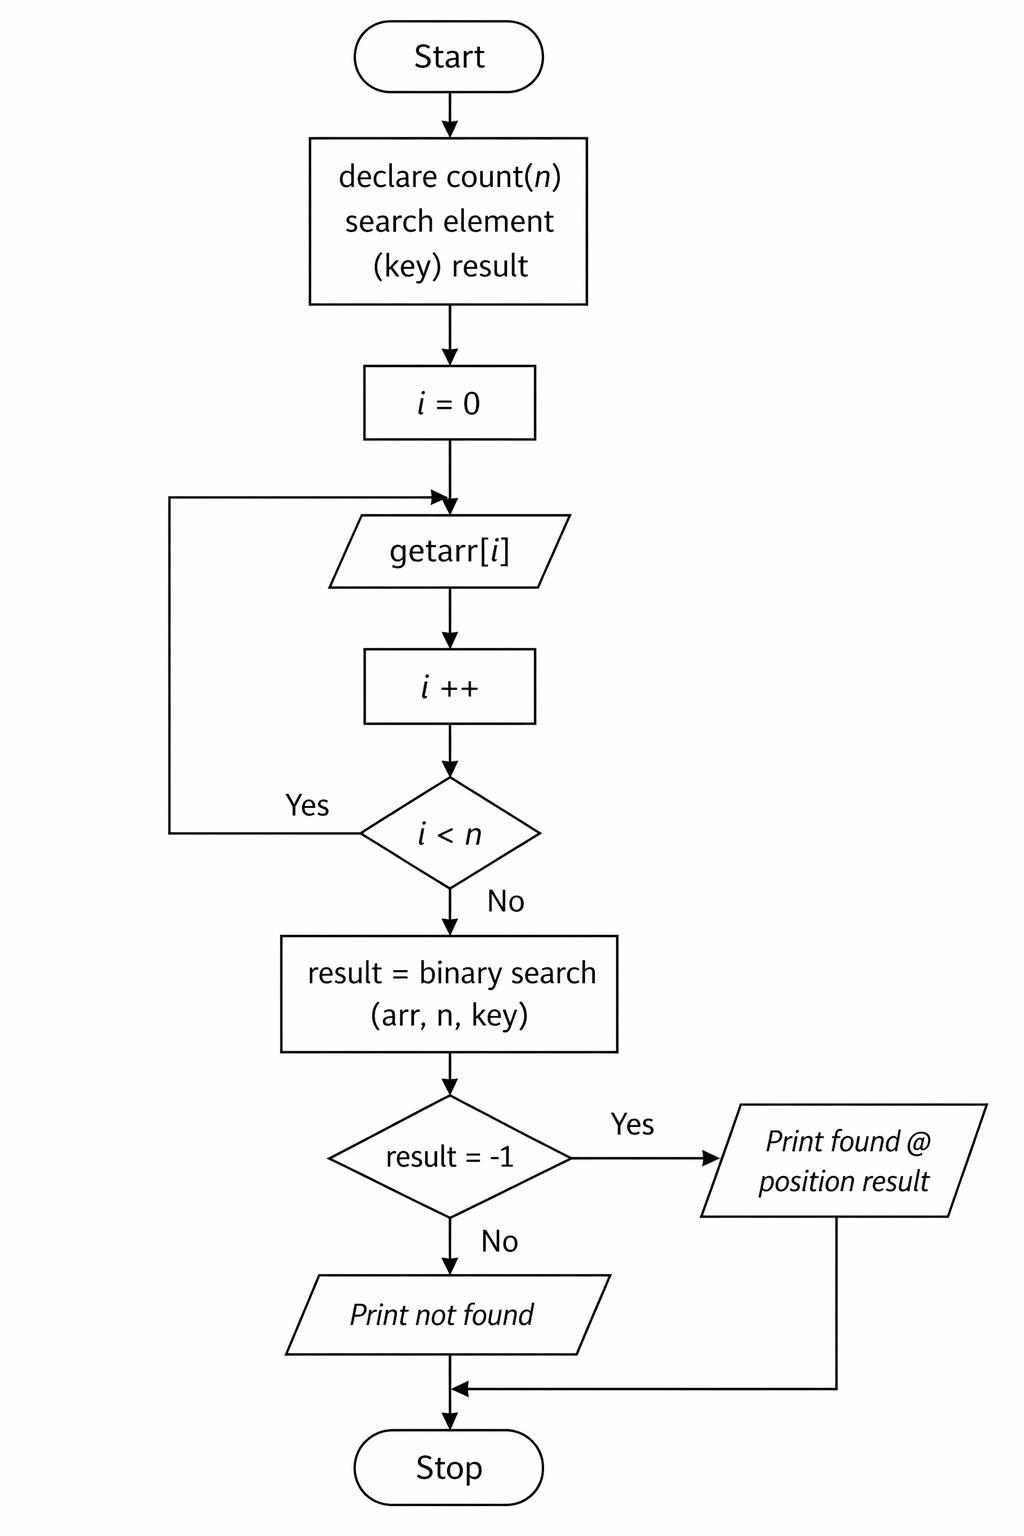 Start
declare count(n)
search element
(key) result
i = 0
getarr[i]
i ++
Yes
i < n
No
result = binary search
(arr, n, key)
Yes
result = -1
Print found @
position result
No
Print not found
Stop